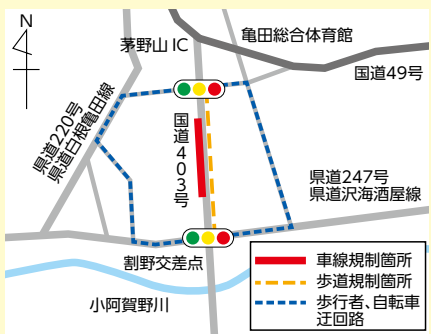 N
茅野山IC
亀田総合体育館
国道49号
県道220号
県道白根亀田線
国道403号
県道247号
県道沢海酒屋線
割野交差点
小阿賀野川
車線規制箇所
歩道規制箇所
歩行者、自転車
迂回路